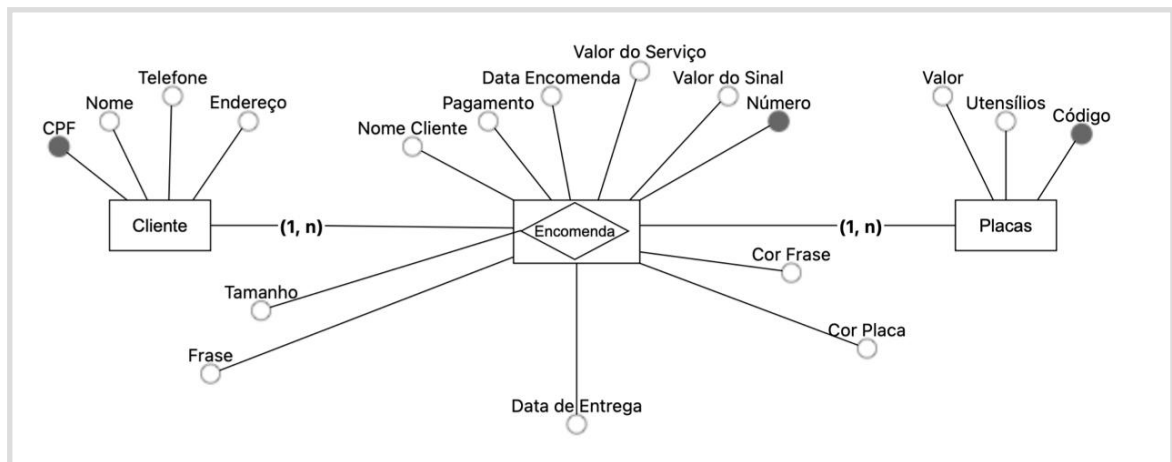 Valor do Serviço
Telefone
Data Encomenda
Valor do Sinal
Valor
Nome
Endereço
Pagamento
Número
Utensílios
CPF
Nome Cliente
Código
Cliente
(1, n)
Encomenda
(1, n)
Placas
Cor Frase
Tamanho
Cor Placa
Frase
Data de Entrega